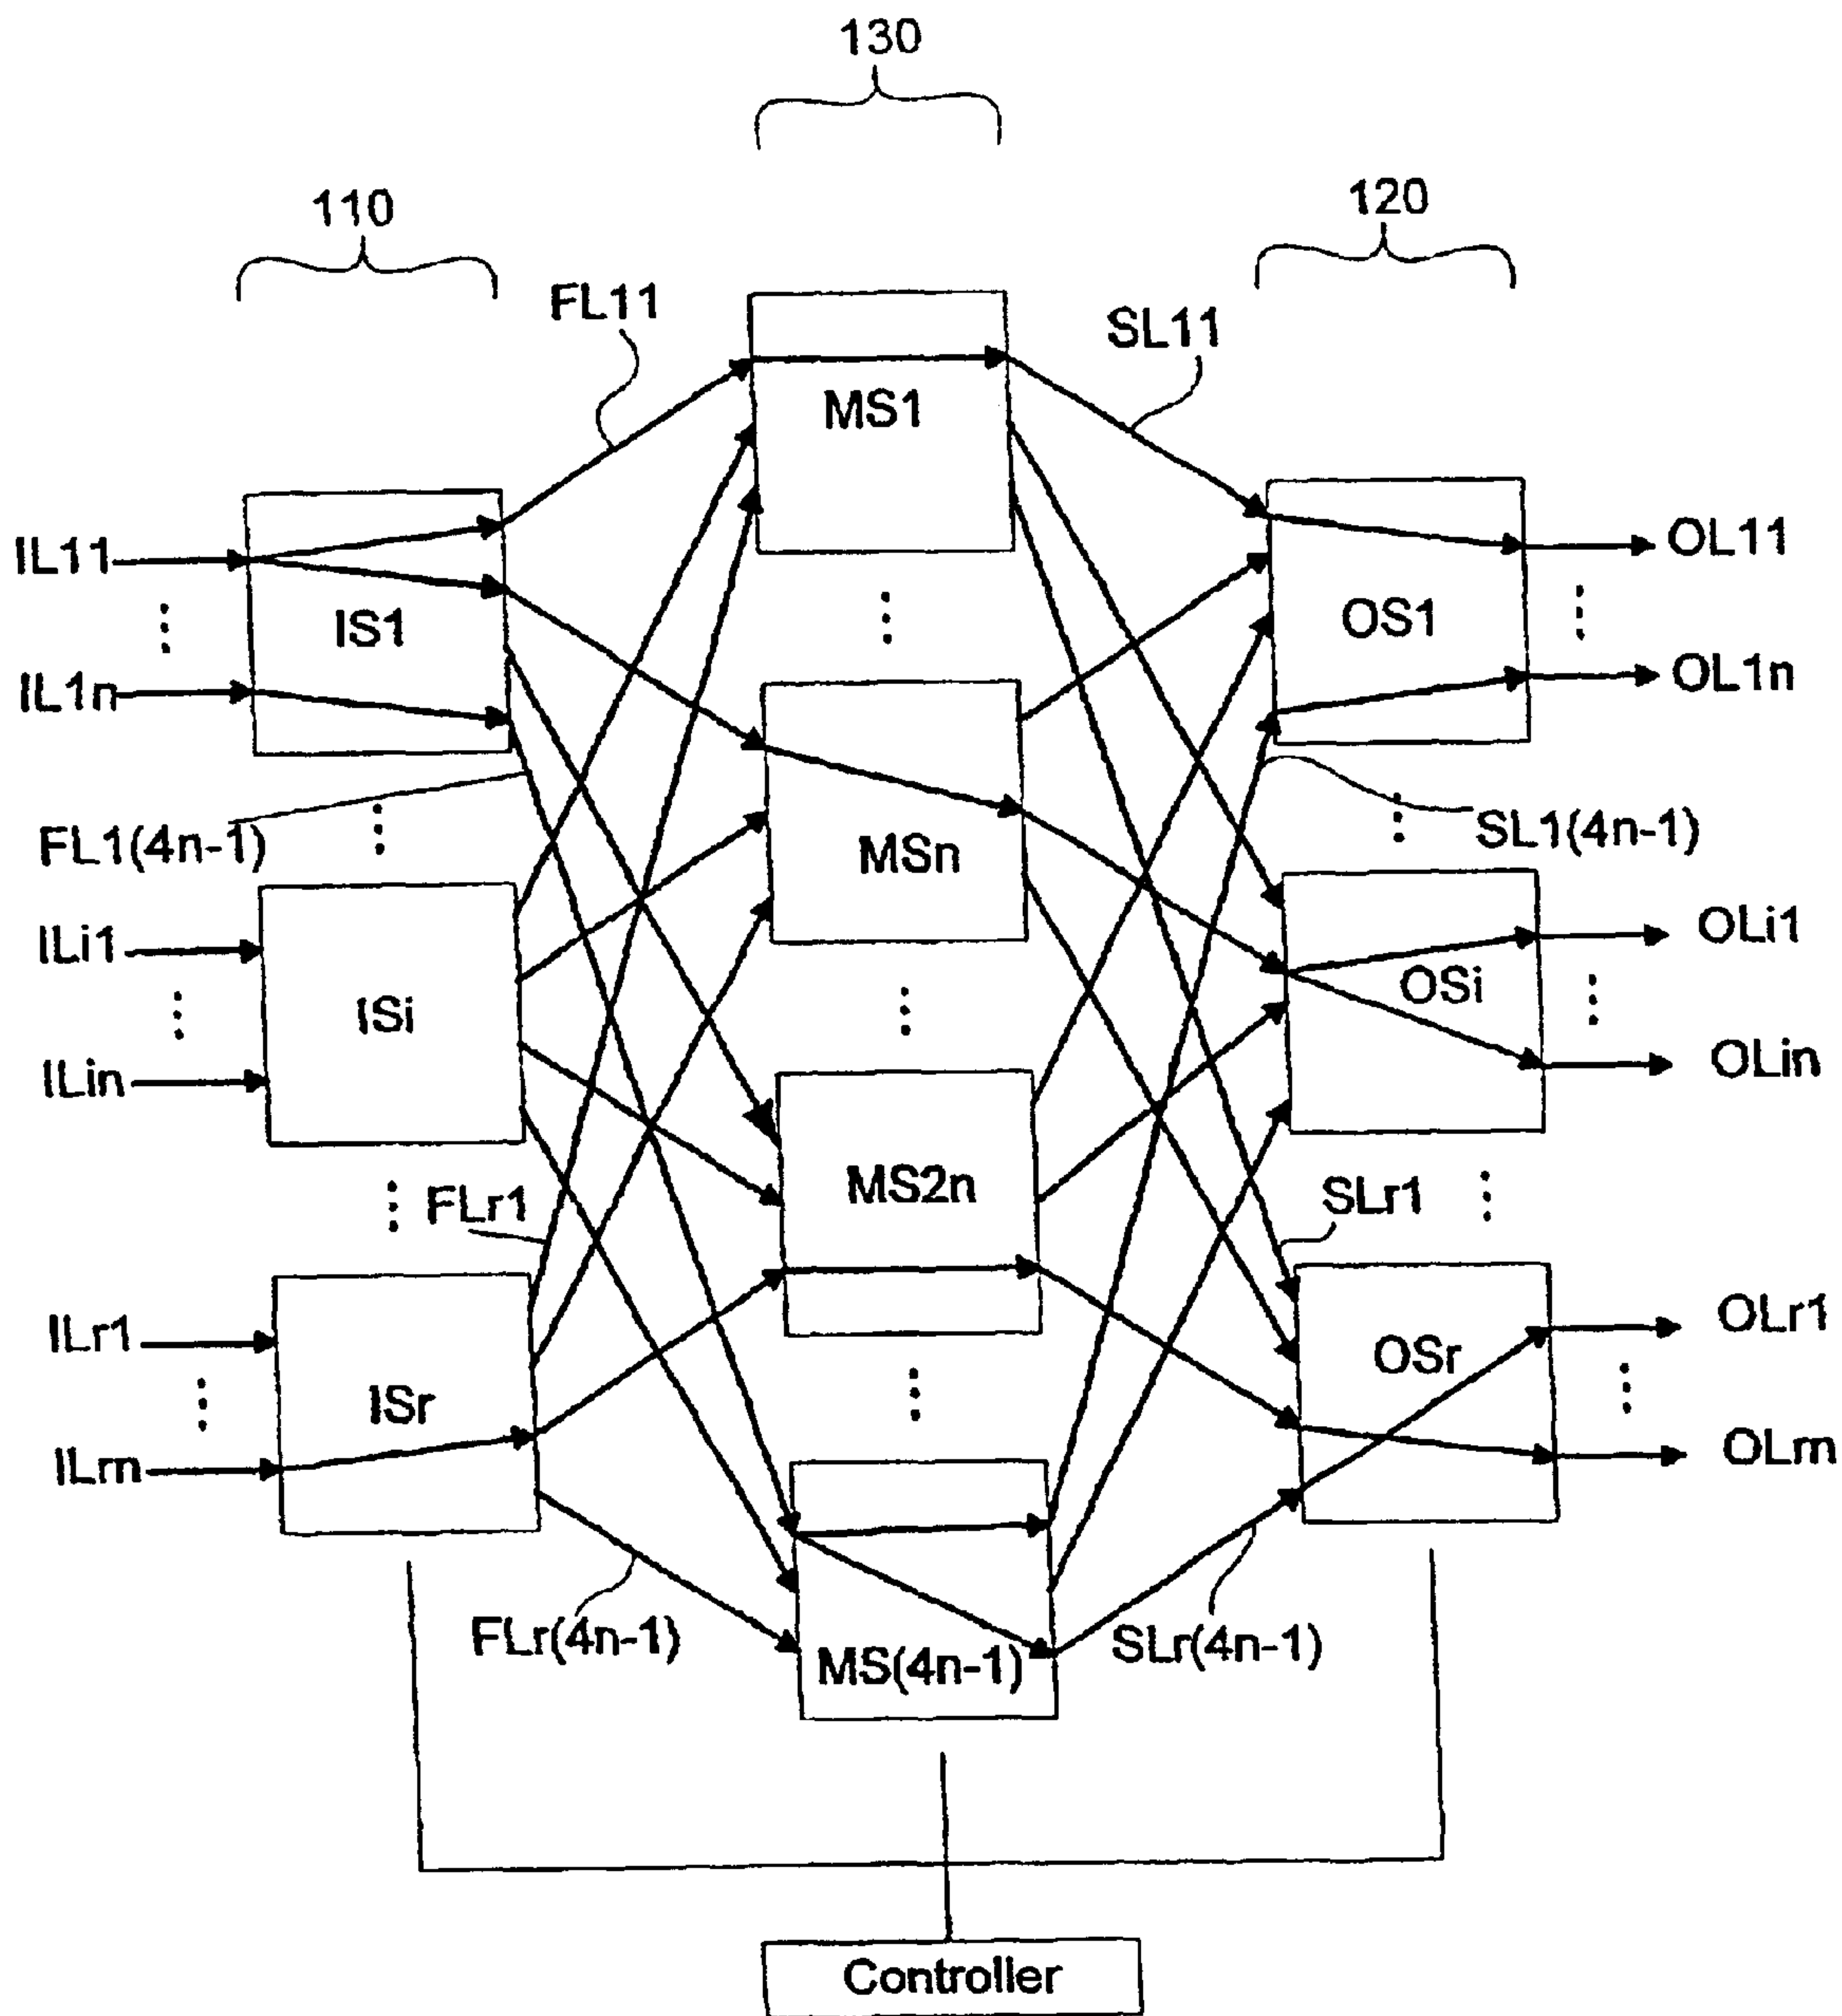 130
110
120
FL11
SL11
MS1
IL11
IS1
OS1
OL11
IL1n
OL1n
FL1(4n-1)
MSn
SL1(4n-1)
ILi1
ISi
OSi
OLi1
ILin
OLin
MS2n
FLr1
SLr1
ILr1
ISr
OSr
OLr1
ILrn
OLrn
FLr(4n-1)
MS(4n-1)
SLr(4n-1)
Controller